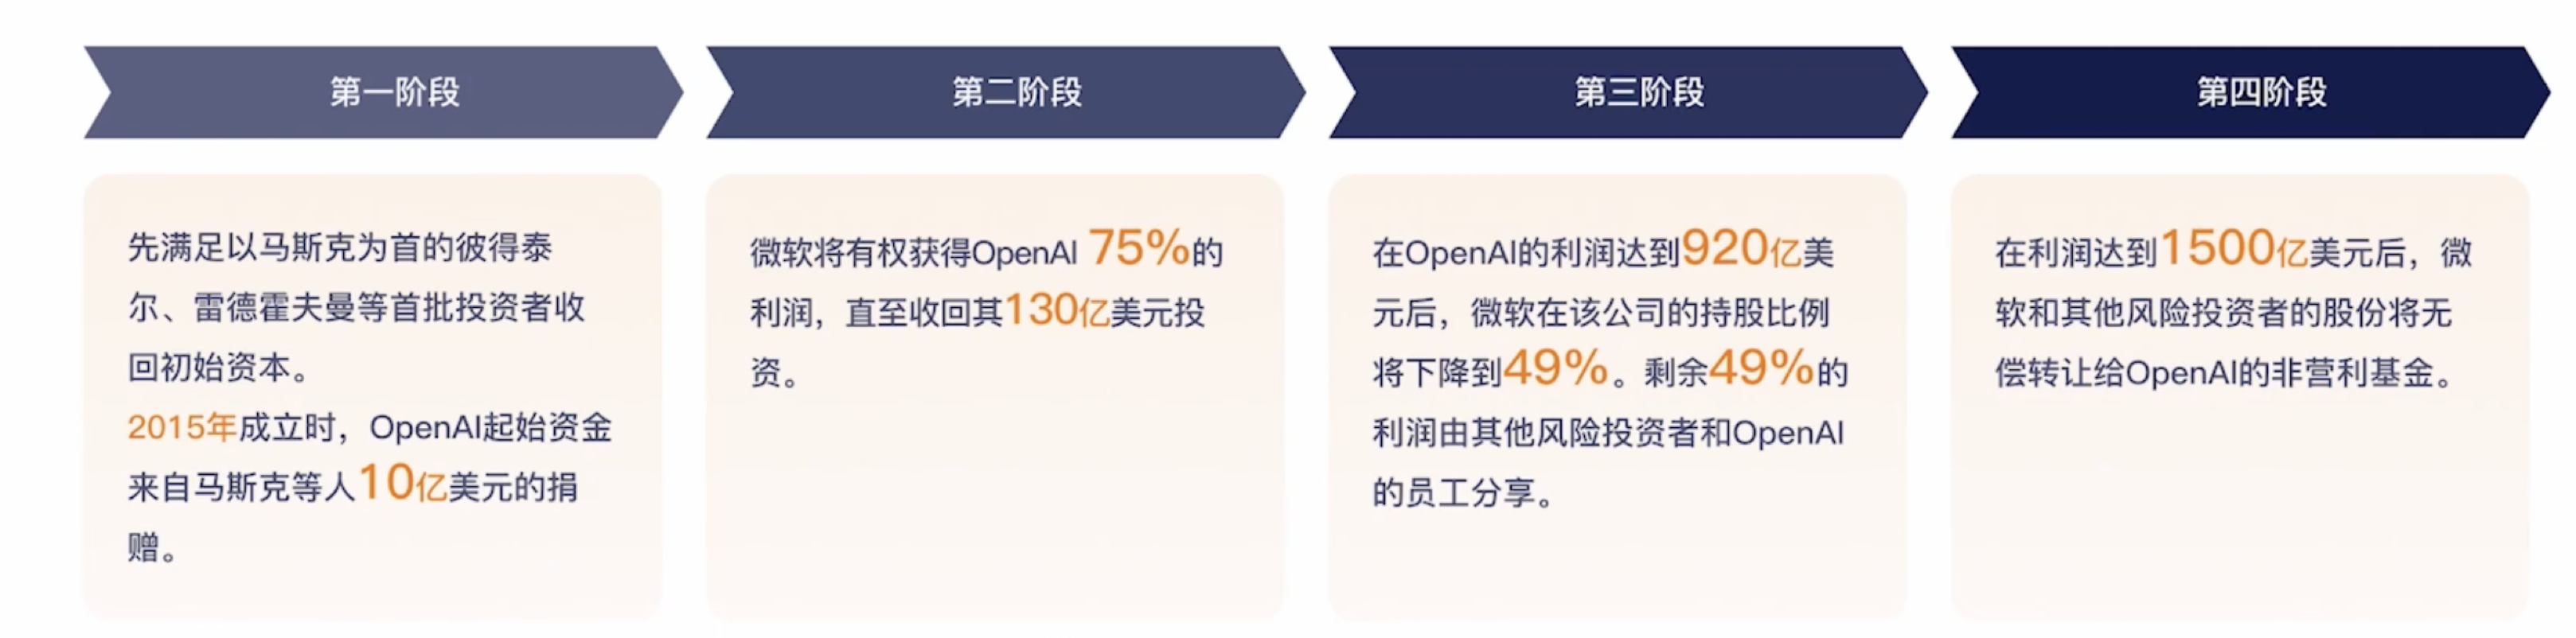 第一阶段
先满足以马斯克为首的彼得泰
尔、雷德霍夫曼等首批投资者收
回初始资本。
2015年成立时，OpenAI起始资金
来自马斯克等人10亿美元的捐
赠。
第二阶段
微软将有权获得OpenAI 75%的
利润，直至收回其130亿美元投
资。
第三阶段
在OpenAI的利润达到920亿美
元后，微软在该公司的持股比例
将下降到49%。剩余49%的
利润由其他风险投资者和OpenAI
的员工分享。
第四阶段
在利润达到1500亿美元后，微
软和其他风险投资者的股份将无
偿转让给OpenAI的非营利基金。